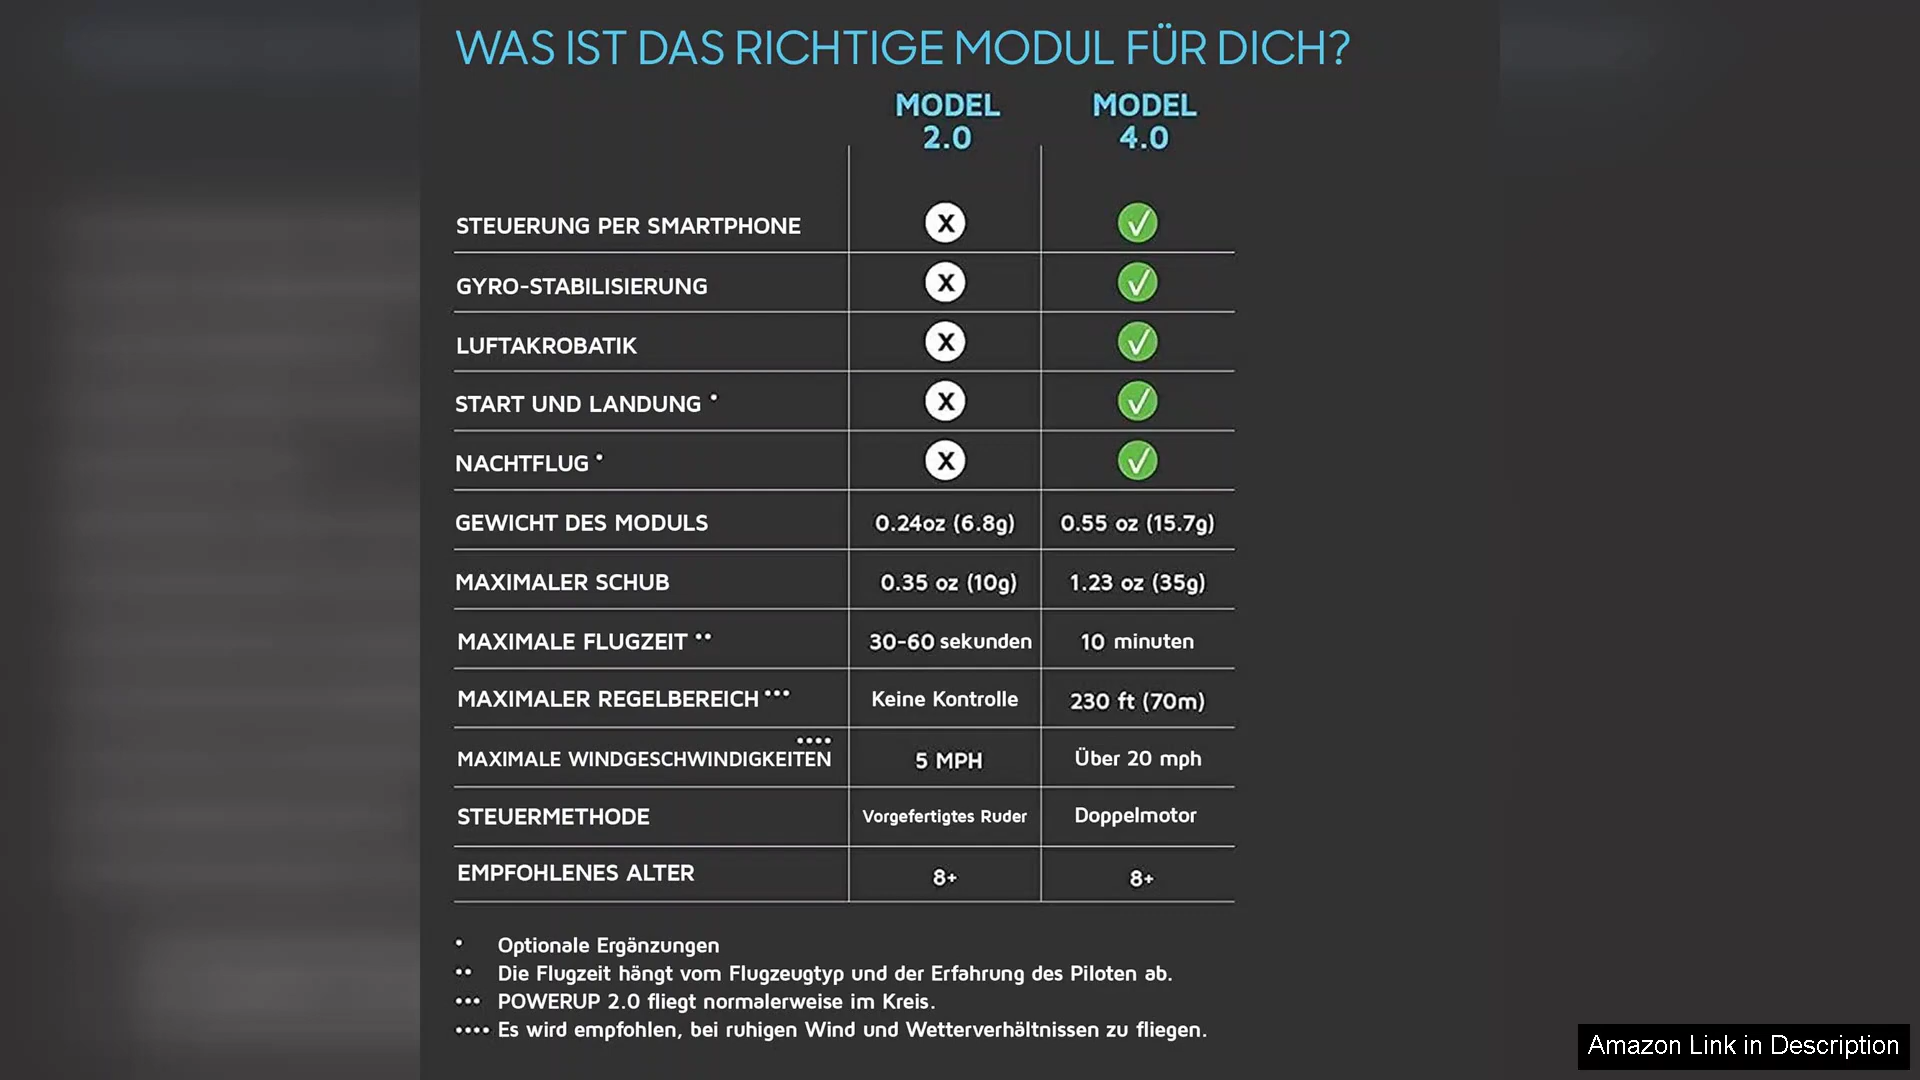 WAS IST DAS RICHTIGE MODUL FÜR DICH?
MODEL 2.0 MODEL 4.0
STEUERUNG PER SMARTPHONE X ✓
GYRO-STABILISIERUNG X ✓
LUFTAKROBATIK X ✓
START UND LANDUNG • X ✓
NACHTFLUG • X ✓
GEWICHT DES MODULS 0.24oz (6.8g) 0.55 oz (15.7g)
MAXIMALER SCHUB 0.35 oz (10g) 1.23 oz (35g)
MAXIMALE FLUGZEIT •• 30-60 sekunden 10 minuten
MAXIMALER REGELBEREICH ••• Keine Kontrolle 230 ft (70m)
MAXIMALE WINDGESCHWINDIGKEITEN •••• 5 MPH Über 20 mph
STEUERMETHODE Vorgefertigtes Ruder Doppelmotor
EMPFOHLENES ALTER 8+ 8+
• Optionale Ergänzungen
•• Die Flugzeit hängt vom Flugzeugtyp und der Erfahrung des Piloten ab.
••• POWERUP 2.0 fliegt normalerweise im Kreis.
•••• Es wird empfohlen, bei ruhigen Wind und Wetterverhältnissen zu fliegen.
Amazon Link in Description